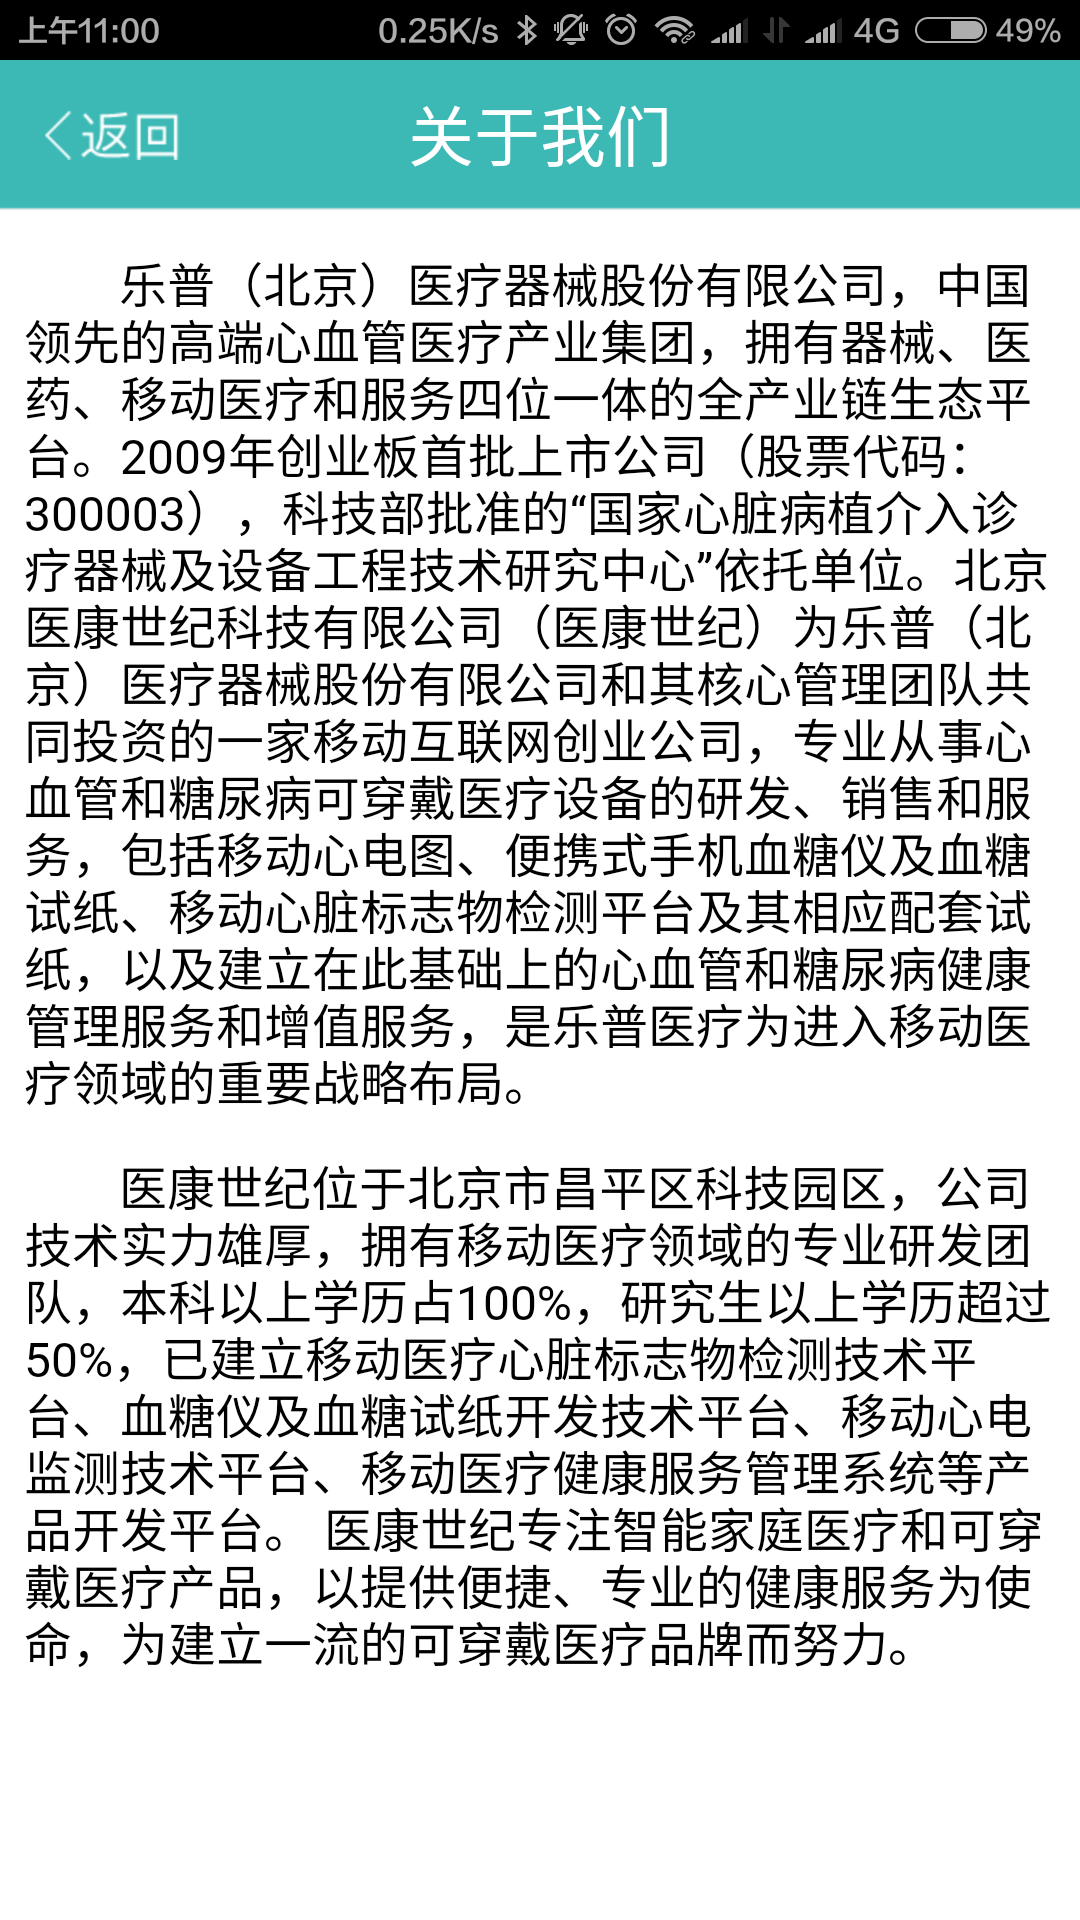 上午11:00 0.25K/s 4G 49%
返回 关于我们
乐普（北京）医疗器械股份有限公司，中国
领先的高端心血管医疗产业集团，拥有器械、医
药、移动医疗和服务四位一体的全产业链生态平
台。2009年创业板首批上市公司（股票代码：
300003），科技部批准的“国家心脏病植介入诊
疗器械及设备工程技术研究中心”依托单位。北京
医康世纪科技有限公司（医康世纪）为乐普（北
京）医疗器械股份有限公司和其核心管理团队共
同投资的一家移动互联网创业公司，专业从事心
血管和糖尿病可穿戴医疗设备的研发、销售和服
务，包括移动心电图、便携式手机血糖仪及血糖
试纸、移动心脏标志物检测平台及其相应配套试
纸，以及建立在此基础上的心血管和糖尿病健康
管理服务和增值服务，是乐普医疗为进入移动医
疗领域的重要战略布局。
医康世纪位于北京市昌平区科技园区，公司
技术实力雄厚，拥有移动医疗领域的专业研发团
队，本科以上学历占100%，研究生以上学历超过
50%，已建立移动医疗心脏标志物检测技术平
台、血糖仪及血糖试纸开发技术平台、移动心电
监测技术平台、移动医疗健康服务管理系统等产
品开发平台。 医康世纪专注智能家庭医疗和可穿
戴医疗产品，以提供便捷、专业的健康服务为使
命，为建立一流的可穿戴医疗品牌而努力。